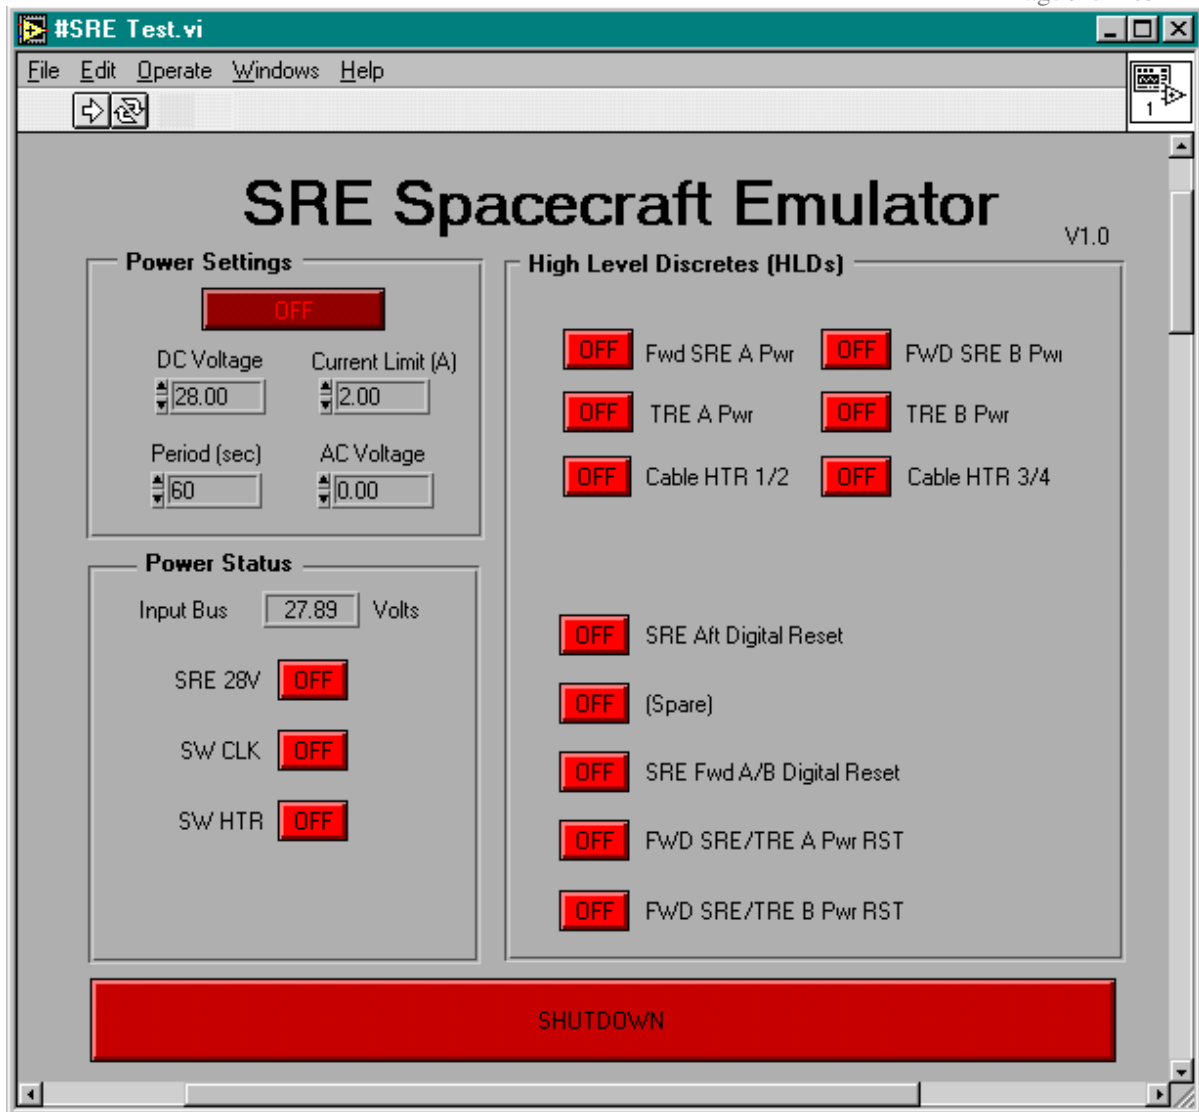 #SRE Test.vi
File Edit Operate Windows Help
1
SRE Spacecraft Emulator
V1.0
Power Settings
OFF
DC Voltage Current Limit (A)
28.00 2.00
Period (sec) AC Voltage
60 0.00
Power Status
Input Bus 27.89 Volts
SRE 28V OFF
SW CLK OFF
SW HTR OFF
High Level Discretes (HLDs)
OFF Fwd SRE A Pwr OFF FWD SRE B Pwr
OFF TRE A Pwr OFF TRE B Pwr
OFF Cable HTR 1/2 OFF Cable HTR 3/4
OFF SRE Aft Digital Reset
OFF (Spare)
OFF SRE Fwd A/B Digital Reset
OFF FWD SRE/TRE A Pwr RST
OFF FWD SRE/TRE B Pwr RST
SHUTDOWN